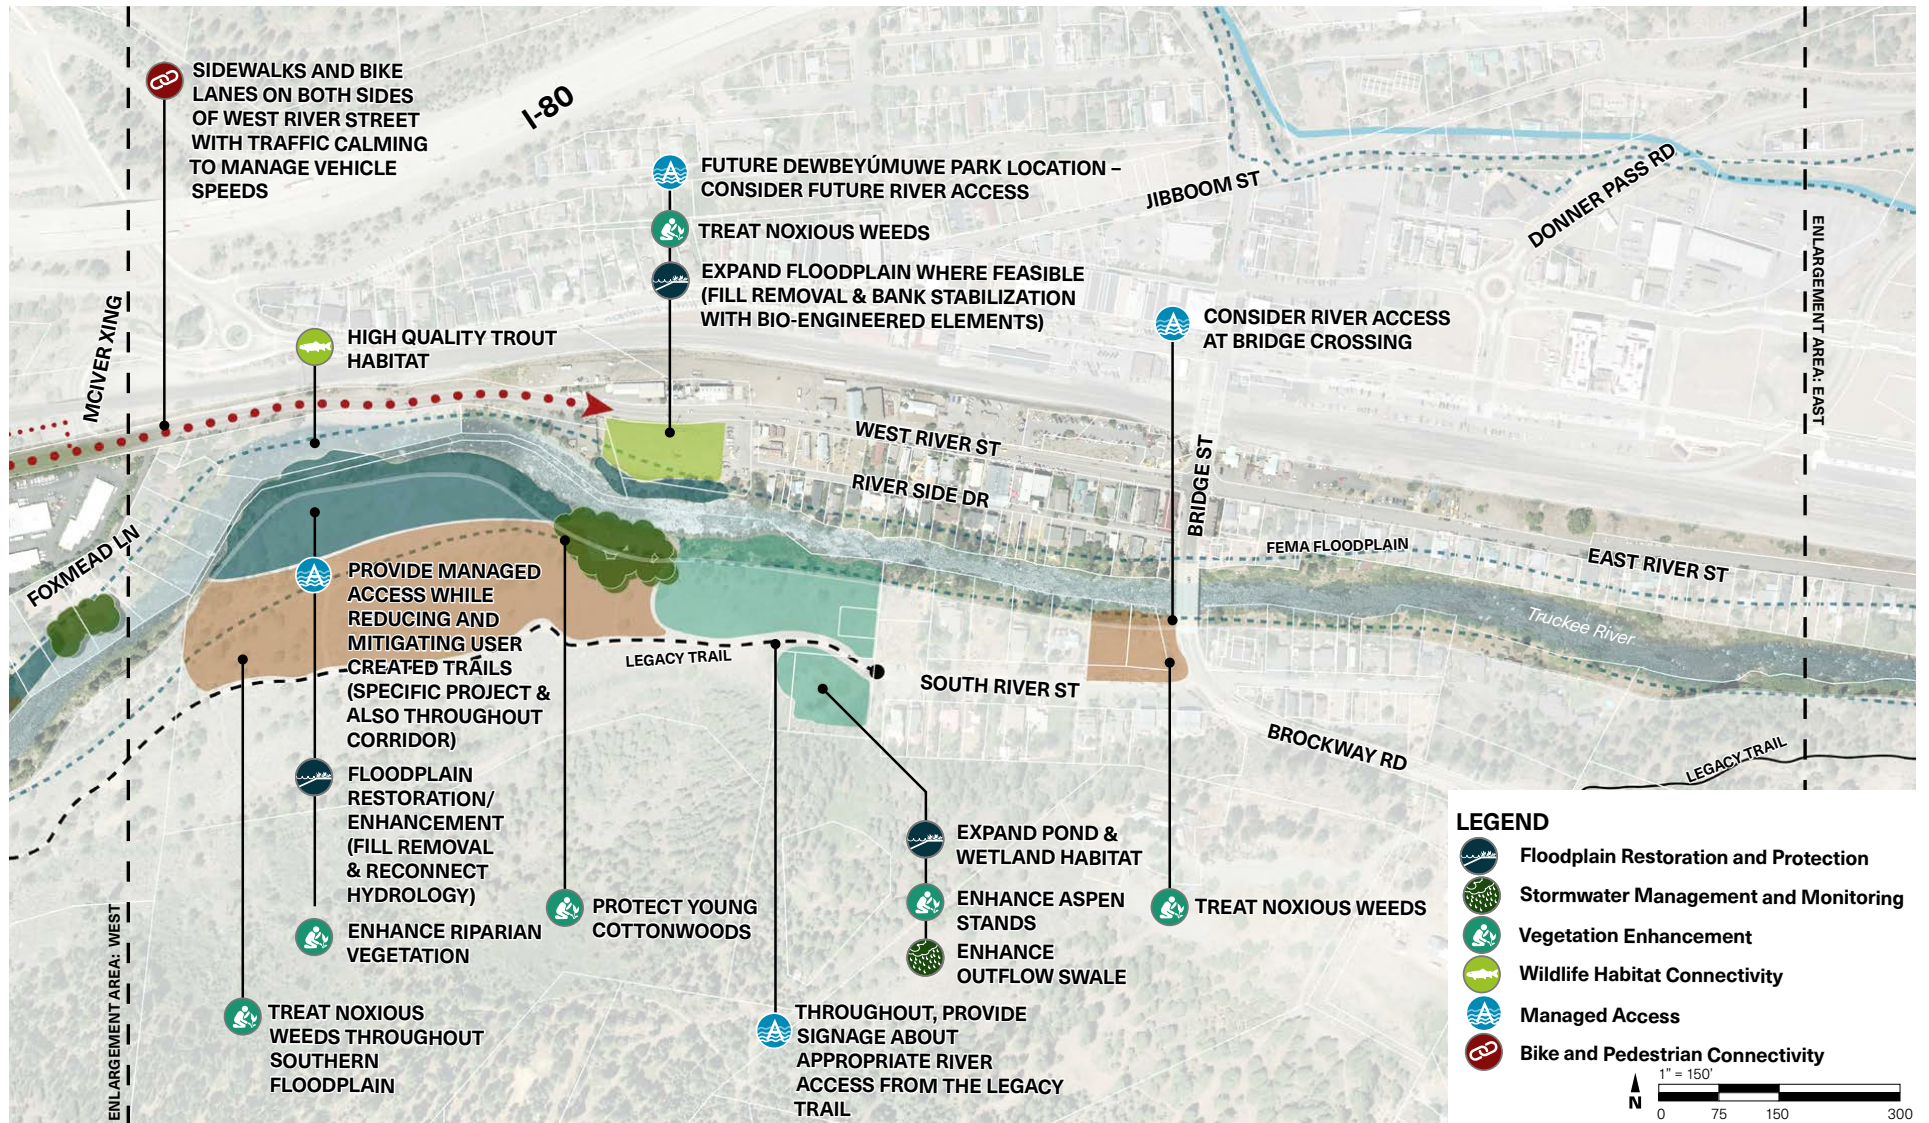 SIDEWALKS AND BIKE
LANES ON BOTH SIDES
OF WEST RIVER STREET
WITH TRAFFIC CALMING
TO MANAGE VEHICLE
SPEEDS
I-80
FUTURE DEWBEYÚMUWE PARK LOCATION –
CONSIDER FUTURE RIVER ACCESS
TREAT NOXIOUS WEEDS
EXPAND FLOODPLAIN WHERE FEASIBLE
(FILL REMOVAL & BANK STABILIZATION
WITH BIO-ENGINEERED ELEMENTS)
JIBBOOM ST
DONNER PASS RD
ENLARGEMENT AREA: EAST
MCIVER XING
HIGH QUALITY TROUT
HABITAT
CONSIDER RIVER ACCESS
AT BRIDGE CROSSING
WEST RIVER ST
RIVER SIDE DR
BRIDGE ST
FEMA FLOODPLAIN
EAST RIVER ST
Truckee River
FOXMEAD LN
PROVIDE MANAGED
ACCESS WHILE
REDUCING AND
MITIGATING USER
CREATED TRAILS
(SPECIFIC PROJECT &
ALSO THROUGHOUT
CORRIDOR)
LEGACY TRAIL
SOUTH RIVER ST
BROCKWAY RD
LEGACY TRAIL
FLOODPLAIN
RESTORATION/
ENHANCEMENT
(FILL REMOVAL
& RECONNECT
HYDROLOGY)
ENHANCE RIPARIAN
VEGETATION
PROTECT YOUNG
COTTONWOODS
EXPAND POND &
WETLAND HABITAT
ENHANCE ASPEN
STANDS
ENHANCE
OUTFLOW SWALE
TREAT NOXIOUS WEEDS
ENLARGEMENT AREA: WEST
TREAT NOXIOUS
WEEDS THROUGHOUT
SOUTHERN
FLOODPLAIN
THROUGHOUT, PROVIDE
SIGNAGE ABOUT
APPROPRIATE RIVER
ACCESS FROM THE LEGACY
TRAIL
LEGEND
Floodplain Restoration and Protection
Stormwater Management and Monitoring
Vegetation Enhancement
Wildlife Habitat Connectivity
Managed Access
Bike and Pedestrian Connectivity
1" = 150'
N
0 75 150 300